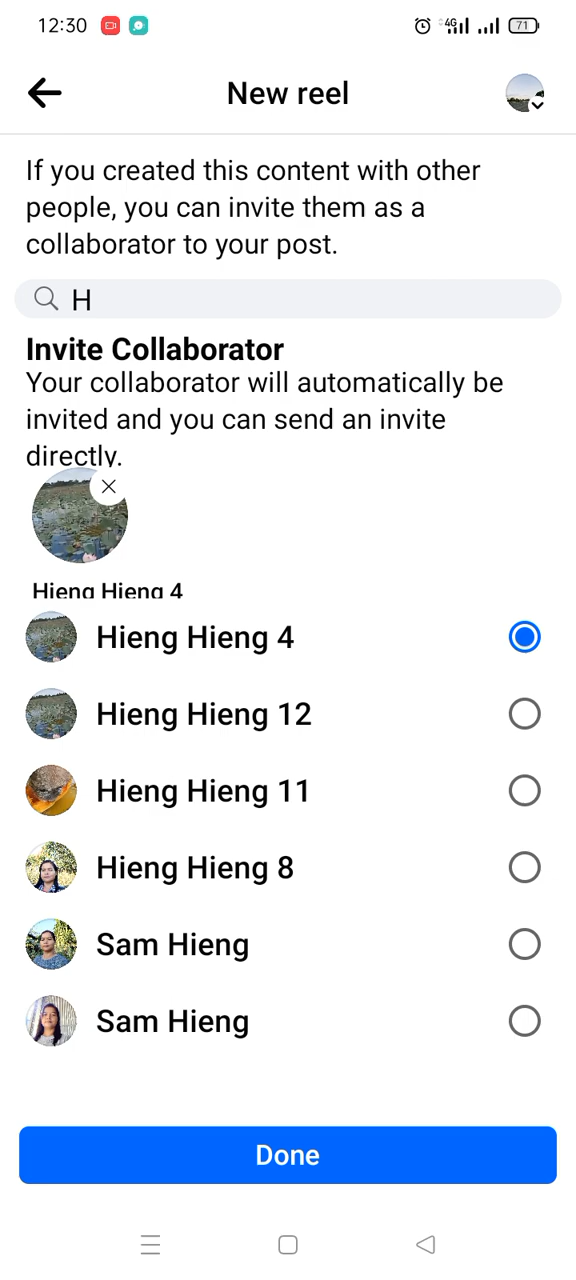 12:30
4G
71
New reel
If you created this content with other
people, you can invite them as a
collaborator to your post.
H
Invite Collaborator
Your collaborator will automatically be
invited and you can send an invite
directly.
Hieng Hieng 4
Hieng Hieng 4
Hieng Hieng 12
Hieng Hieng 11
Hieng Hieng 8
Sam Hieng
Sam Hieng
Done